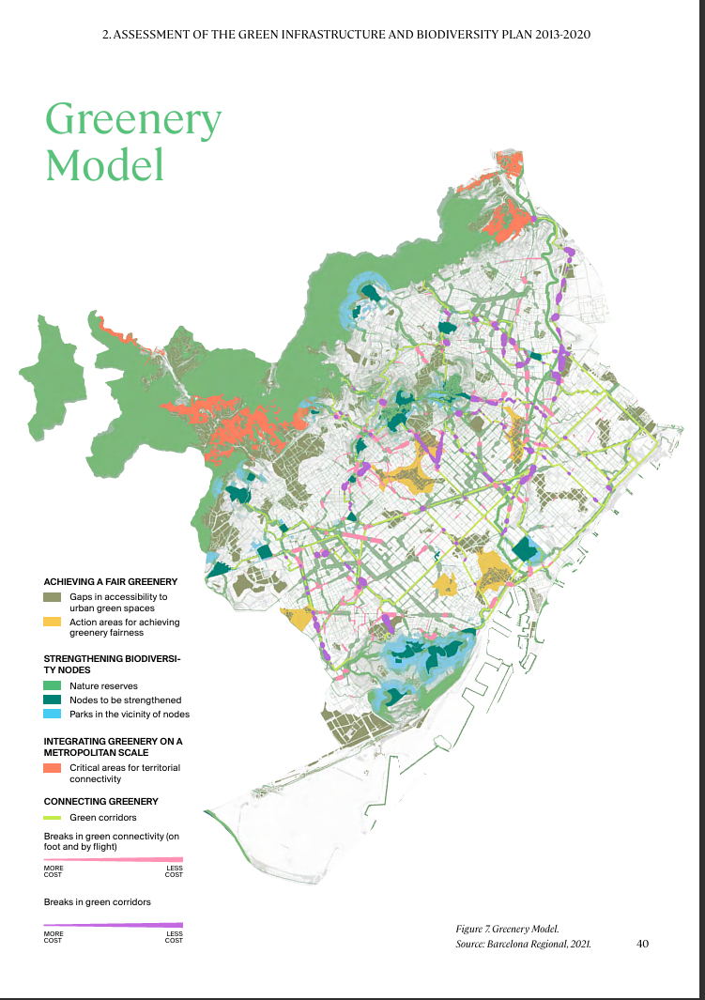 2. ASSESSMENT OF THE GREEN INFRASTRUCTURE AND BIODIVERSITY PLAN 2013-2020
Greenery
Model
ACHIEVING A FAIR GREENERY
Gaps in accessibility to
urban green spaces
Action areas for achieving
greenery fairness
STRENGTHENING BIODIVERSI-
TY NODES
Nature reserves
Nodes to be strengthened
Parks in the vicinity of nodes
INTEGRATING GREENERY ON A
METROPOLITAN SCALE
Critical areas for territorial
connectivity
CONNECTING GREENERY
Green corridors
Breaks in green connectivity (on
foot and by flight)
MORE LESS
COST COST
Breaks in green corridors
MORE LESS
COST COST
Figure 7. Greenery Model.
Source: Barcelona Regional, 2021.
40